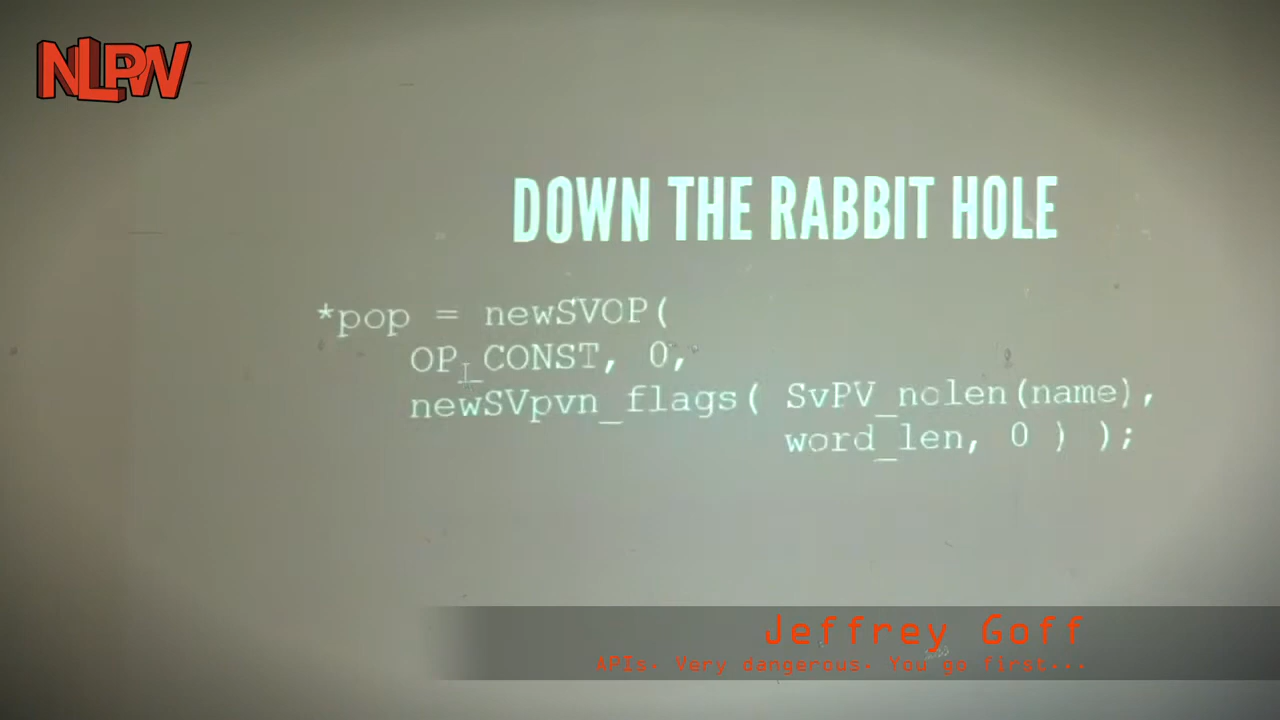 NLPW
DOWN THE RABBIT HOLE
*pop = newSVOP(
OP_CONST, 0,
newSVpvn_flags( SvPV_nolen(name),
word_len, 0 ) );
Jeffrey Goff
APIs. Very dangerous. You go first...